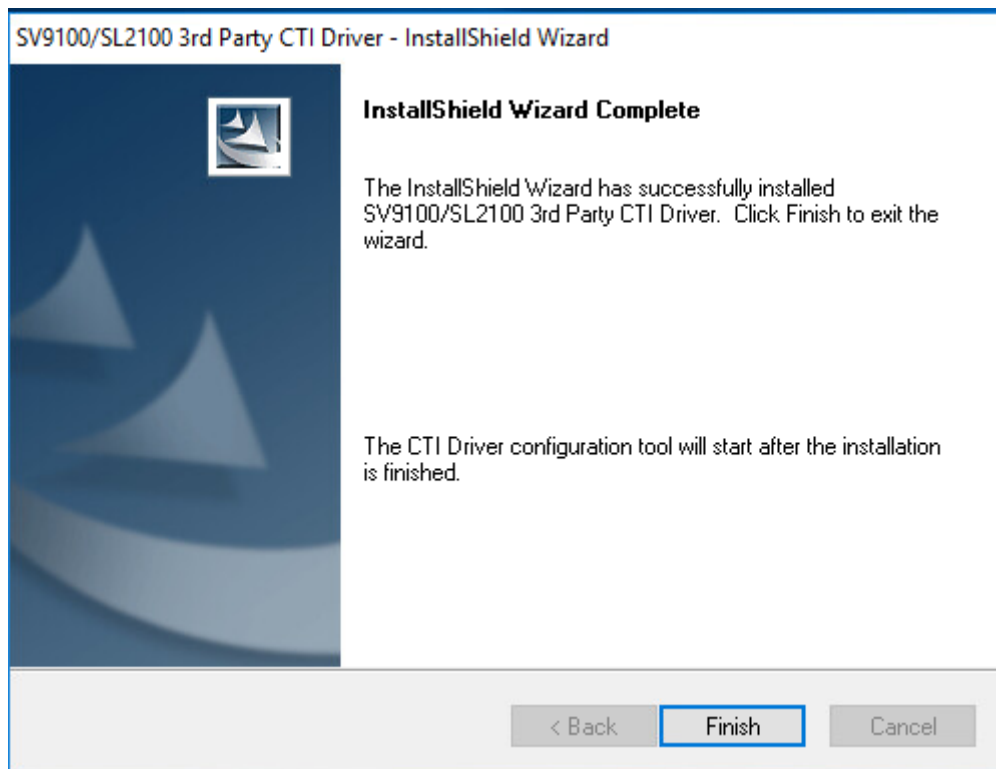 SV9100/SL2100 3rd Party CTI Driver - InstallShield Wizard
InstallShield Wizard Complete
The InstallShield Wizard has successfully installed
SV9100/SL2100 3rd Party CTI Driver.  Click Finish to exit the
wizard.
The CTI Driver configuration tool will start after the installation
is finished.
< Back
Finish
Cancel